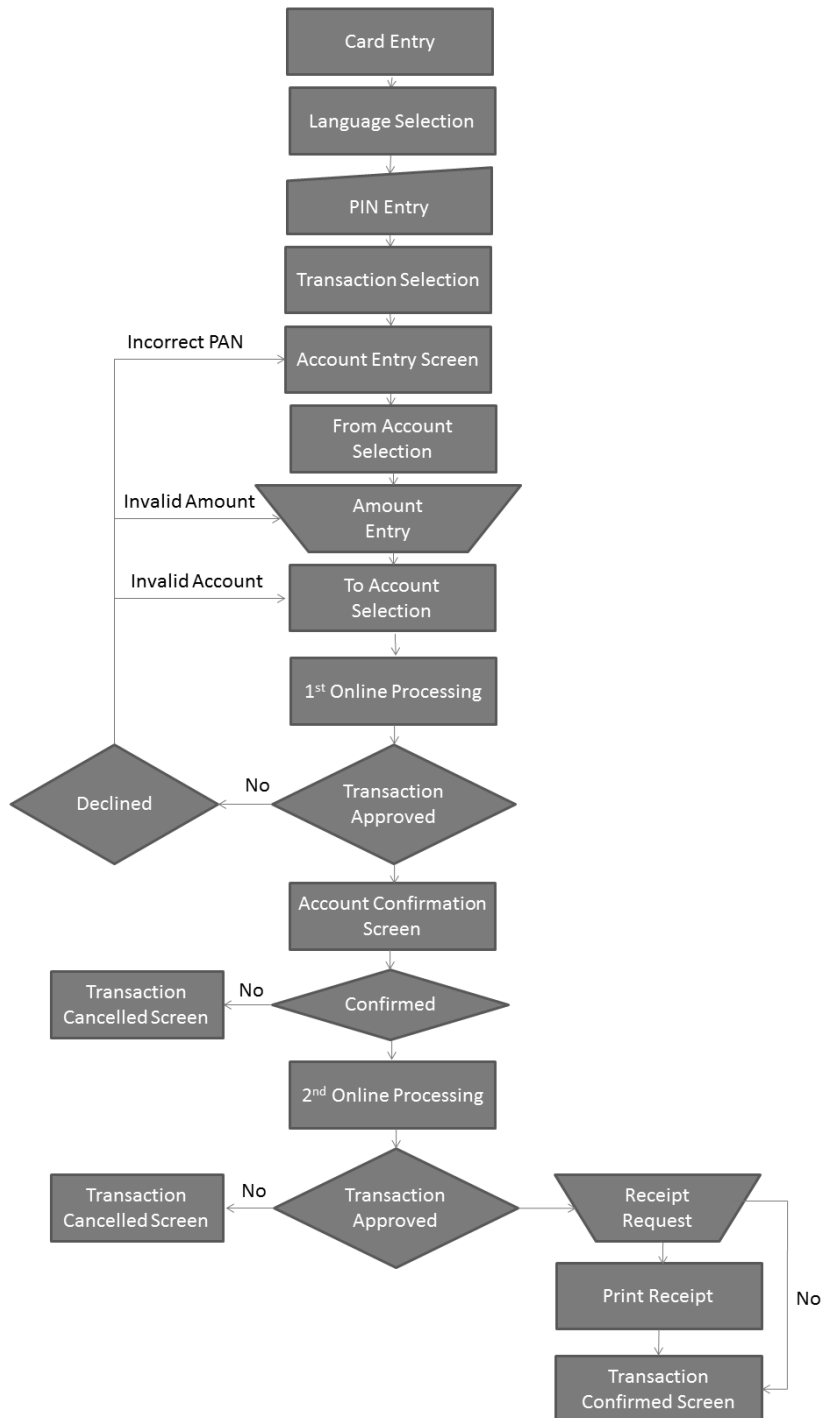 Card Entry
Language Selection
PIN Entry
Transaction Selection
Incorrect PAN
Account Entry Screen
From Account
Selection
Invalid Amount
Amount
Entry
Invalid Account
To Account
Selection
1st Online Processing
Declined
No
Transaction
Approved
Account Confirmation
Screen
Transaction
Cancelled Screen
No
Confirmed
2nd Online Processing
Transaction
Cancelled Screen
No
Transaction
Approved
Receipt
Request
Print Receipt
No
Transaction
Confirmed Screen